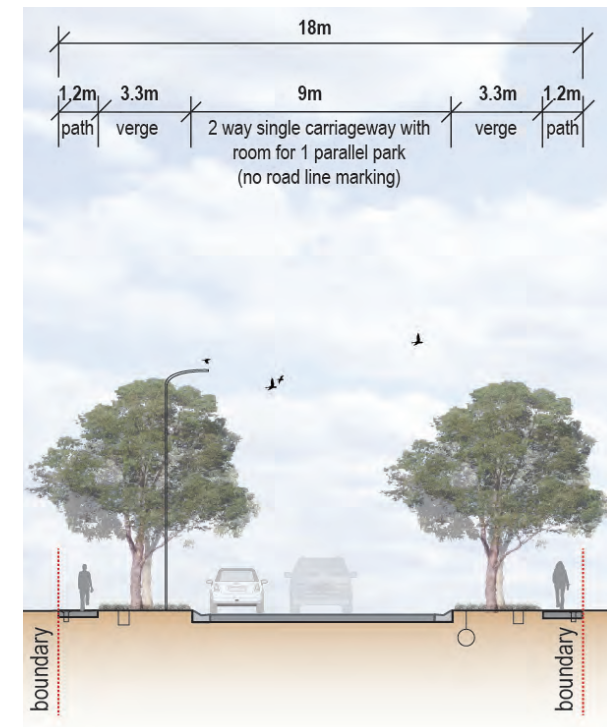 18m
1.2m 3.3m 9m 3.3m 1.2m
path verge 2 way single carriageway with verge path
room for 1 parallel park
(no road line marking)
boundary boundary